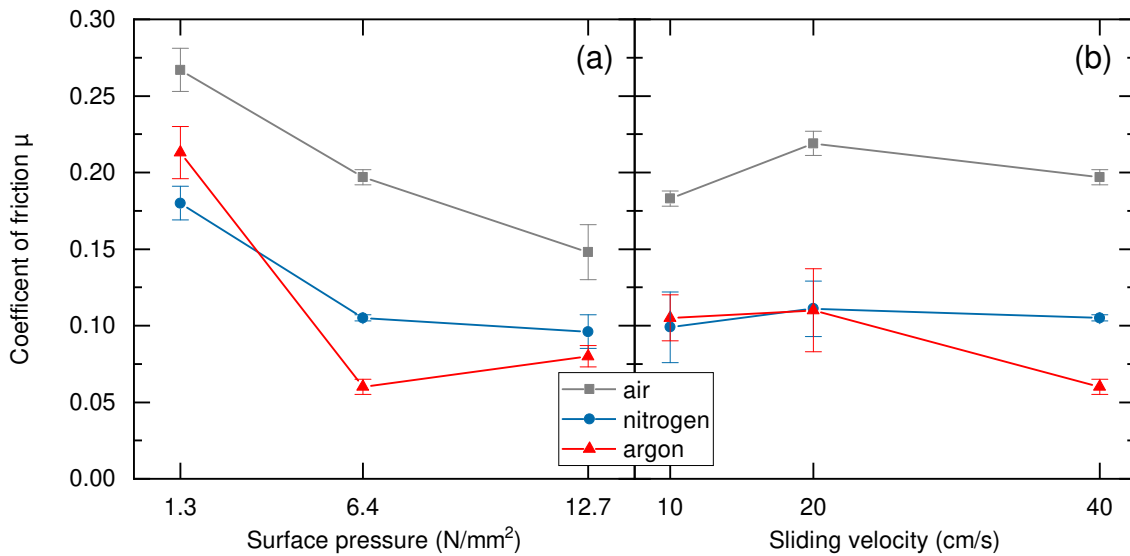 Coefficent of friction μ
0.30
0.25
0.20
0.15
0.10
0.05
0.00
(a)
1.3
6.4
12.7
Surface pressure (N/mm²)
air
nitrogen
argon
(b)
10
20
40
Sliding velocity (cm/s)